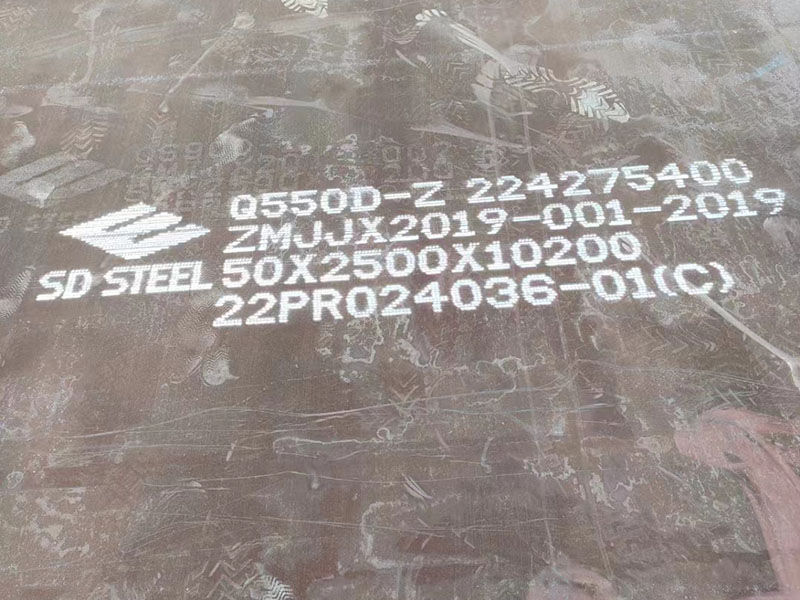 Q550D-Z 224275400
ZMJJX2019-001-2019
SD STEEL 50X2500X10200
22PR024036-01(C)